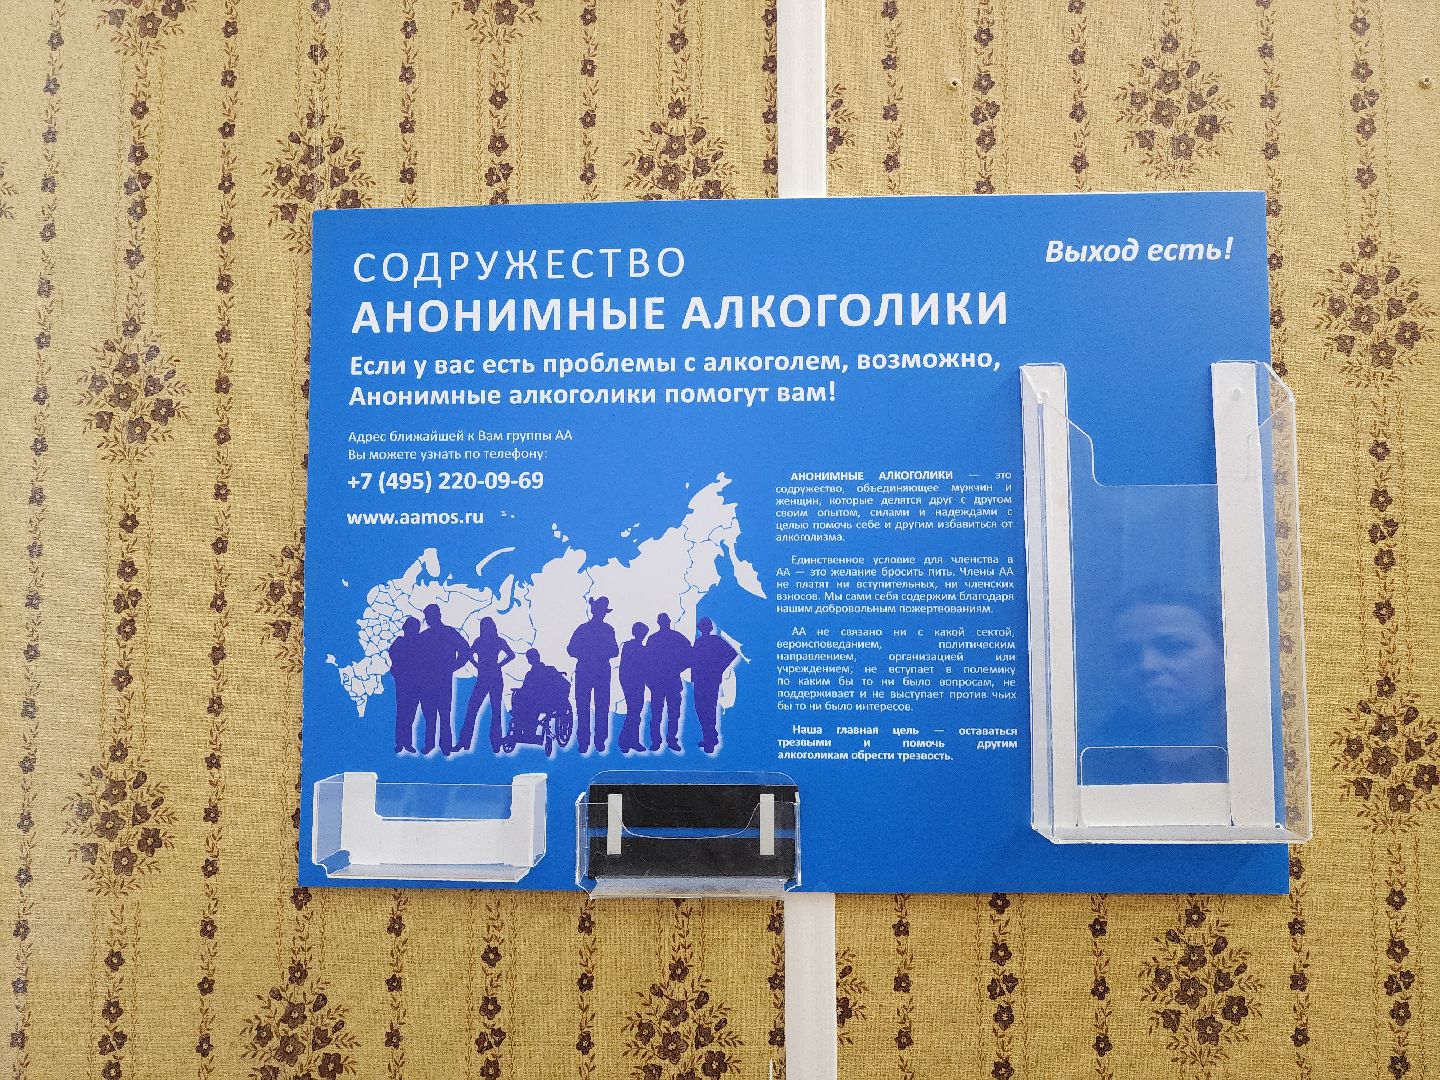 СОДРУЖЕСТВО
АНОНИМНЫЕ АЛКОГОЛИКИ
Выход есть!
Если у вас есть проблемы с алкоголем, возможно,
Анонимные алкоголики помогут вам!
Адрес ближайшей к Вам группы АА
Вы можете узнать по телефону:
+7 (495) 220-09-69
www.aamos.ru
АНОНИМНЫЕ АЛКОГОЛИКИ — это
содружество, объединяющее мужчин и
женщин, которые делятся друг с другом
своим опытом, силами и надеждами с
целью помочь себе и другим избавиться от
алкоголизма.
Единственное условие для членства в
АА — это желание бросить пить. Члены АА
не платят ни вступительных, ни членских
взносов. Мы сами себя содержим благодаря
нашим добровольным пожертвованиям.
АА не связано ни с какой сектой,
вероисповеданием, политическим
направлением, организацией или
учреждением; не вступает в полемику
по каким бы то ни было вопросам, не
поддерживает и не выступает против чьих
бы то ни было интересов.
Наша главная цель — оставаться
трезвыми и помочь другим
алкоголикам обрести трезвость.